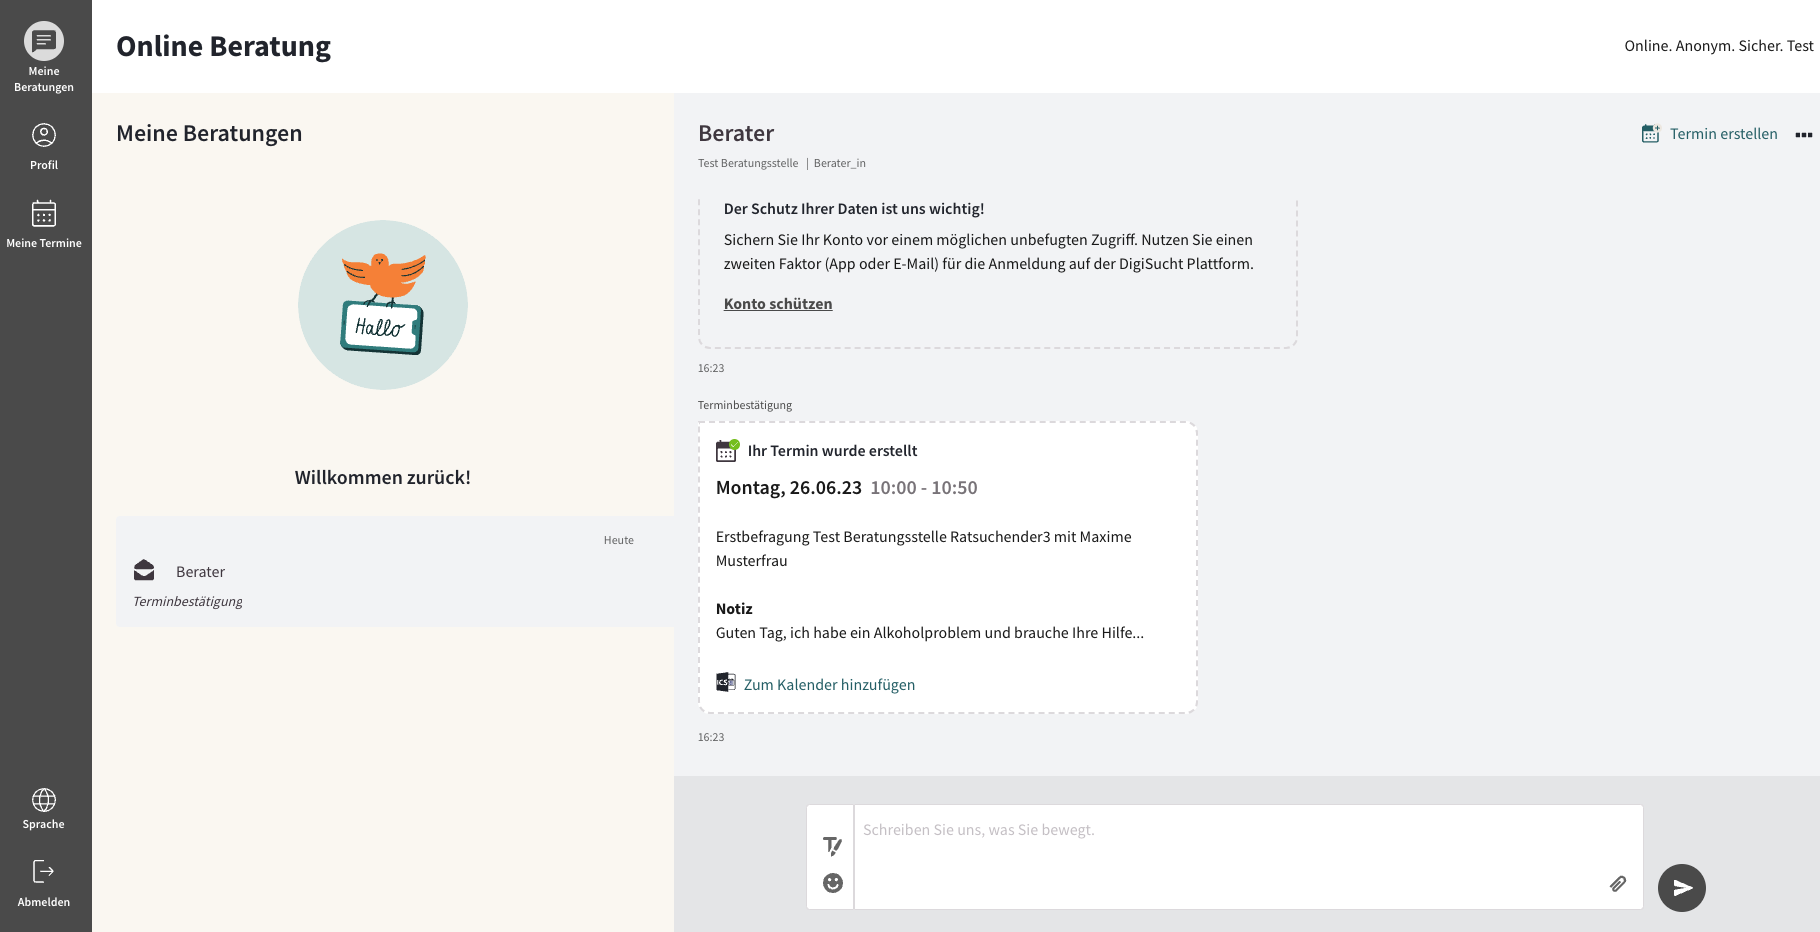 Online Beratung
Online. Anonym. Sicher. Test
Meine
Beratungen
Profil
Meine Termine
Sprache
Abmelden
Meine Beratungen
Hallo
Willkommen zurück!
Heute
Berater
Terminbestätigung
Berater
Termin erstellen
Test Beratungsstelle | Berater_in
Der Schutz Ihrer Daten ist uns wichtig!
Sichern Sie Ihr Konto vor einem möglichen unbefugten Zugriff. Nutzen Sie einen
zweiten Faktor (App oder E-Mail) für die Anmeldung auf der DigiSucht Plattform.
Konto schützen
16:23
Terminbestätigung
Ihr Termin wurde erstellt
Montag, 26.06.23 10:00 - 10:50
Erstbefragung Test Beratungsstelle Ratsuchender3 mit Maxime
Musterfrau
Notiz
Guten Tag, ich habe ein Alkoholproblem und brauche Ihre Hilfe...
ICS
Zum Kalender hinzufügen
16:23
Schreiben Sie uns, was Sie bewegt.